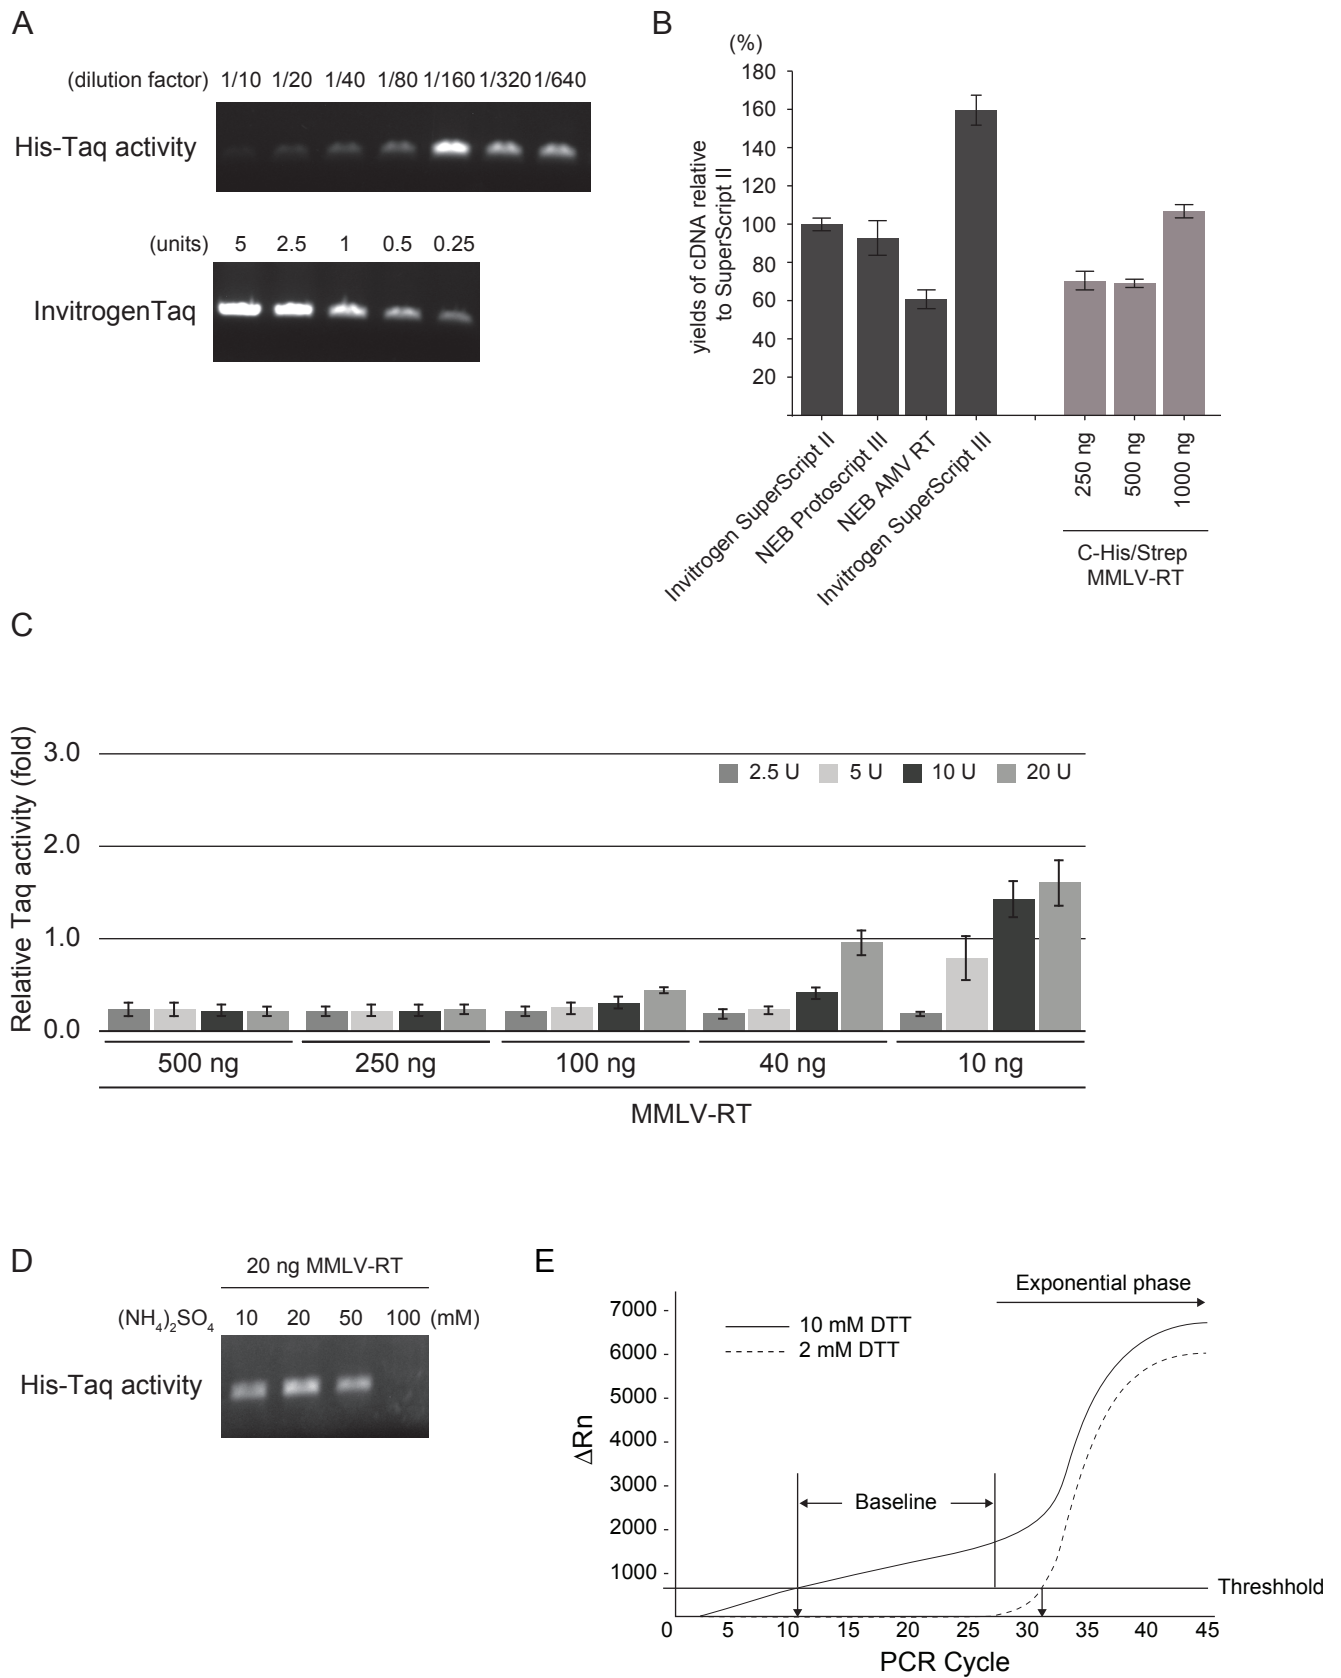 A
(dilution factor) 1/10 1/20 1/40 1/80 1/160 1/320 1/640
His-Taq activity
(units) 5 2.5 1 0.5 0.25
InvitrogenTaq
B
(%)
yields of cDNA relative
to SuperScript II
180
160
140
120
100
80
60
40
20
Invitrogen SuperScript II
NEB Protoscript III
NEB AMV RT
Invitrogen SuperScript III
250 ng
500 ng
1000 ng
C-His/Strep
MMLV-RT
C
Relative Taq activity (fold)
3.0
2.0
1.0
0.0
2.5 U 5 U 10 U 20 U
500 ng 250 ng 100 ng 40 ng 10 ng
MMLV-RT
D
20 ng MMLV-RT
(NH4)2SO4 10 20 50 100 (mM)
His-Taq activity
E
Exponential phase
10 mM DTT
2 mM DTT
ΔRn
7000
6000
5000
4000
3000
2000
1000
Baseline
Threshhold
0 5 10 15 20 25 30 35 40 45
PCR Cycle